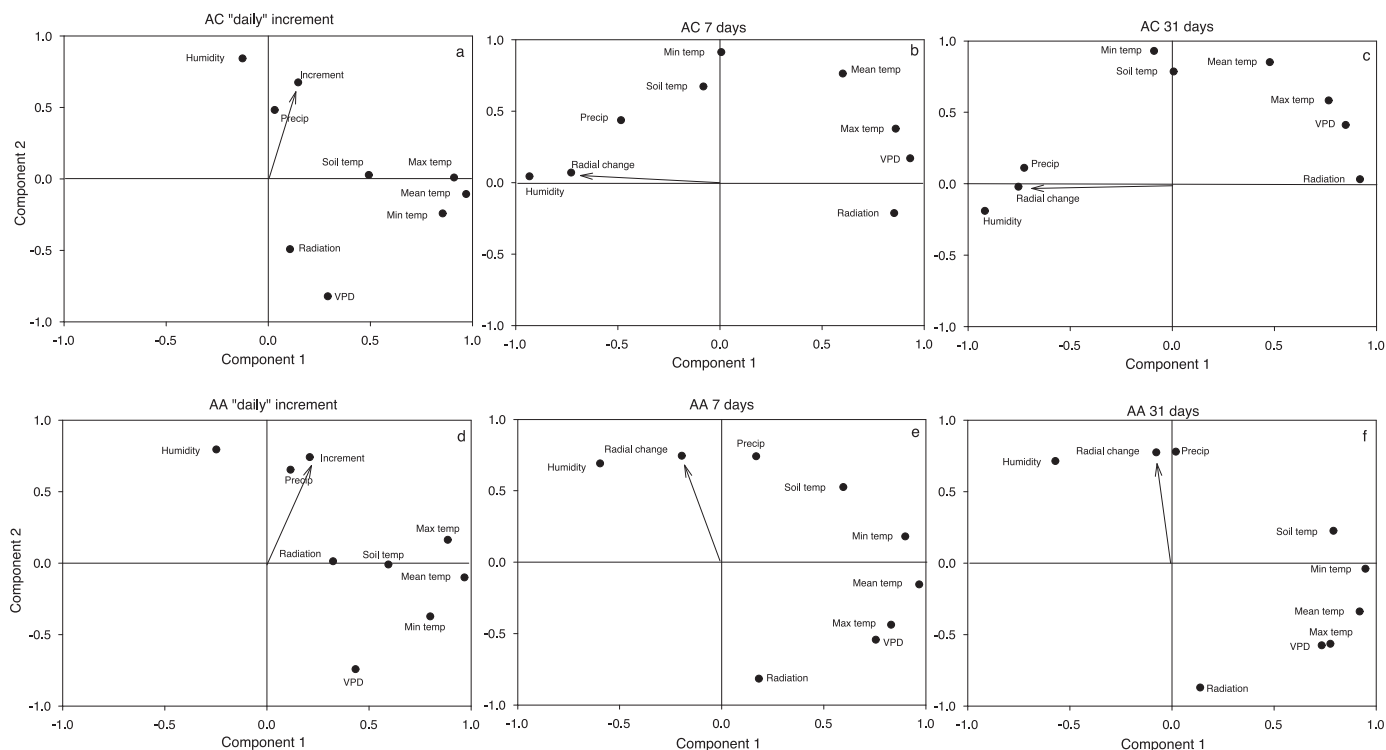 AC "daily" increment
a
1.0
0.5
0.0
-0.5
-1.0
Component 2
Humidity
Increment
Precip
Soil temp
Max temp
Mean temp
Min temp
Radiation
VPD
-1.0
-0.5
0.0
0.5
1.0
Component 1
AC 7 days
b
1.0
0.5
0.0
-0.5
-1.0
Min temp
Mean temp
Soil temp
Precip
Max temp
VPD
Radial change
Humidity
Radiation
-1.0
-0.5
0.0
0.5
1.0
Component 1
AC 31 days
c
1.0
0.5
0.0
-0.5
-1.0
Min temp
Mean temp
Soil temp
Max temp
VPD
Precip
Radiation
Radial change
Humidity
-1.0
-0.5
0.0
0.5
1.0
Component 1
AA "daily" increment
d
1.0
0.5
0.0
-0.5
-1.0
Component 2
Humidity
Increment
Precip
Max temp
Radiation
Soil temp
Mean temp
Min temp
VPD
-1.0
-0.5
0.0
0.5
1.0
Component 1
AA 7 days
e
1.0
0.5
0.0
-0.5
-1.0
Precip
Radial change
Humidity
Soil temp
Min temp
Mean temp
Max temp
VPD
Radiation
-1.0
-0.5
0.0
0.5
1.0
Component 1
AA 31 days
f
1.0
0.5
0.0
-0.5
-1.0
Radial change
Precip
Humidity
Soil temp
Min temp
Mean temp
Max temp
VPD
Radiation
-1.0
-0.5
0.0
0.5
1.0
Component 1